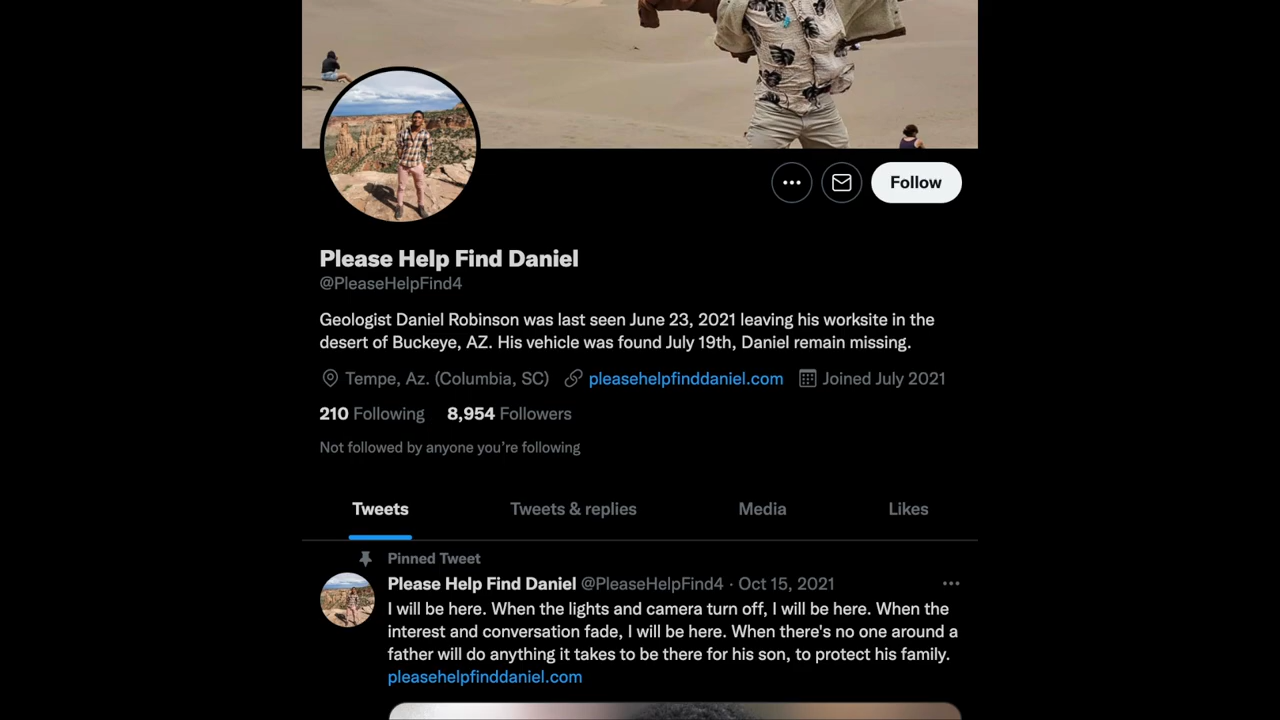 Follow
Please Help Find Daniel
@PleaseHelpFind4
Geologist Daniel Robinson was last seen June 23, 2021 leaving his worksite in the
desert of Buckeye, AZ. His vehicle was found July 19th, Daniel remain missing.
Tempe, Az. (Columbia, SC) pleasehelpfinddaniel.com Joined July 2021
210 Following 8,954 Followers
Not followed by anyone you’re following
Tweets Tweets & replies Media Likes
Pinned Tweet
Please Help Find Daniel @PleaseHelpFind4 · Oct 15, 2021
I will be here. When the lights and camera turn off, I will be here. When the
interest and conversation fade, I will be here. When there's no one around a
father will do anything it takes to be there for his son, to protect his family.
pleasehelpfinddaniel.com